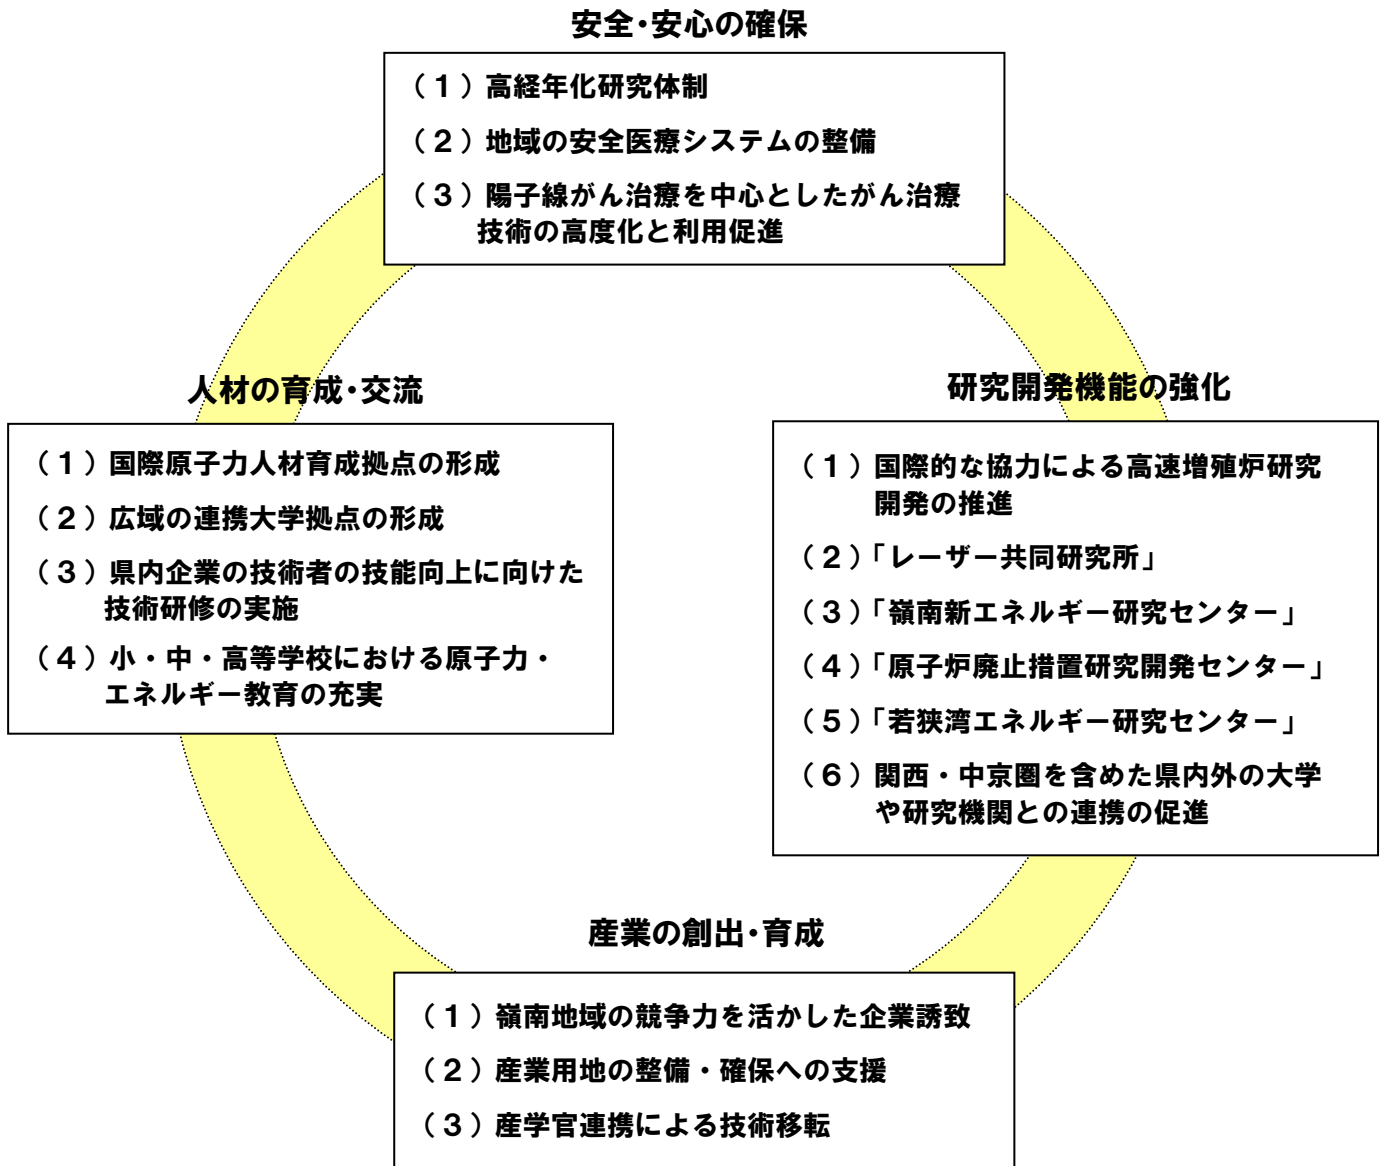 安全・安心の確保
（１）高経年化研究体制
（２）地域の安全医療システムの整備
（３）陽子線がん治療を中心としたがん治療
技術の高度化と利用促進
人材の育成・交流
（１）国際原子力人材育成拠点の形成
（２）広域の連携大学拠点の形成
（３）県内企業の技術者の技能向上に向けた
技術研修の実施
（４）小・中・高等学校における原子力・
エネルギー教育の充実
研究開発機能の強化
（１）国際的な協力による高速増殖炉研究
開発の推進
（２）「レーザー共同研究所」
（３）「嶺南新エネルギー研究センター」
（４）「原子炉廃止措置研究開発センター」
（５）「若狭湾エネルギー研究センター」
（６）関西・中京圏を含めた県内外の大学
や研究機関との連携の促進
産業の創出・育成
（１）嶺南地域の競争力を活かした企業誘致
（２）産業用地の整備・確保への支援
（３）産学官連携による技術移転